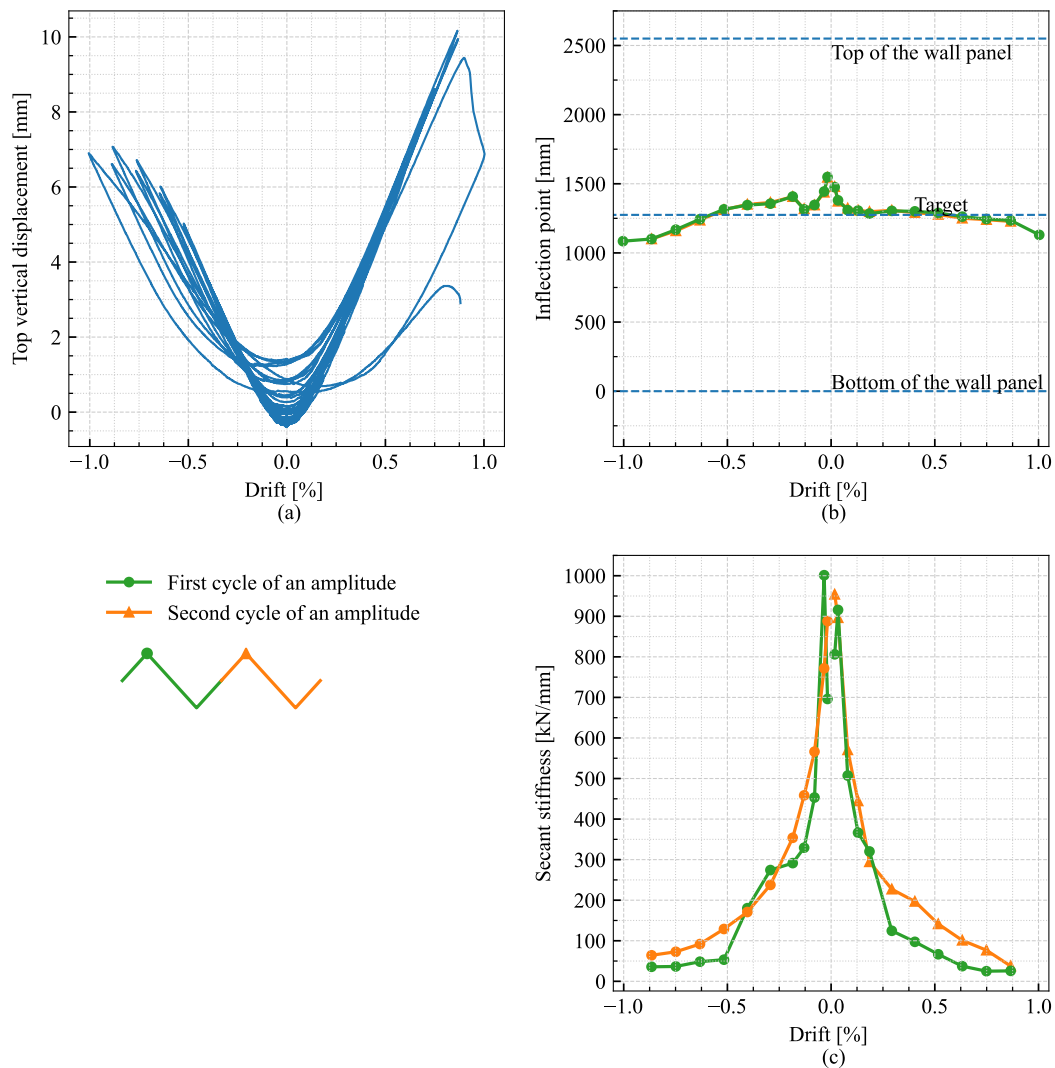 Top vertical displacement [mm]
10
8
6
4
2
0
−1.0 −0.5 0.0 0.5 1.0
Drift [%]
(a)
Inflection point [mm]
2500
2000
1500
1000
500
0
Top of the wall panel
Target
Bottom of the wall panel
−1.0 −0.5 0.0 0.5 1.0
Drift [%]
(b)
First cycle of an amplitude
Second cycle of an amplitude
Secant stiffness [kN/mm]
1000
900
800
700
600
500
400
300
200
100
0
−1.0 −0.5 0.0 0.5 1.0
Drift [%]
(c)